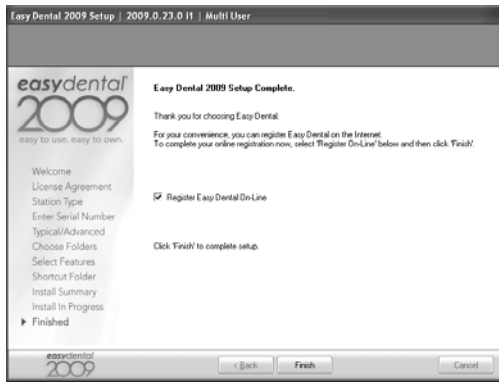 Easy Dental 2009 Setup | 2009.0.23.0 i1 | Multi User
easydental
2009
easy to use. easy to own.
Welcome
License Agreement
Station Type
Enter Serial Number
Typical/Advanced
Choose Folders
Select Features
Shortcut Folder
Install Summary
Install In Progress
Finished
Easy Dental 2009 Setup Complete.
Thank you for choosing Easy Dental.
For your convenience, you can register Easy Dental on the Internet.
To complete your online registration now, select 'Register On-Line' below and then click 'Finish'.
Register Easy Dental On-Line
Click 'Finish' to complete setup.
easydental
2009
< Back
Finish
Cancel